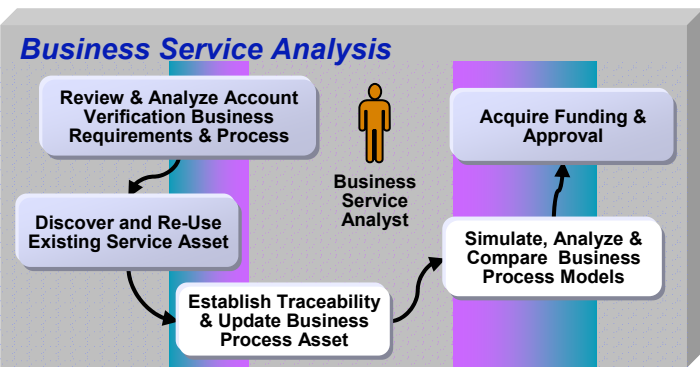 Business Service Analysis
Review & Analyze Account
Verification Business
Requirements & Process
Discover and Re-Use
Existing Service Asset
Establish Traceability
& Update Business
Process Asset
Business
Service
Analyst
Simulate, Analyze &
Compare Business
Process Models
Acquire Funding &
Approval